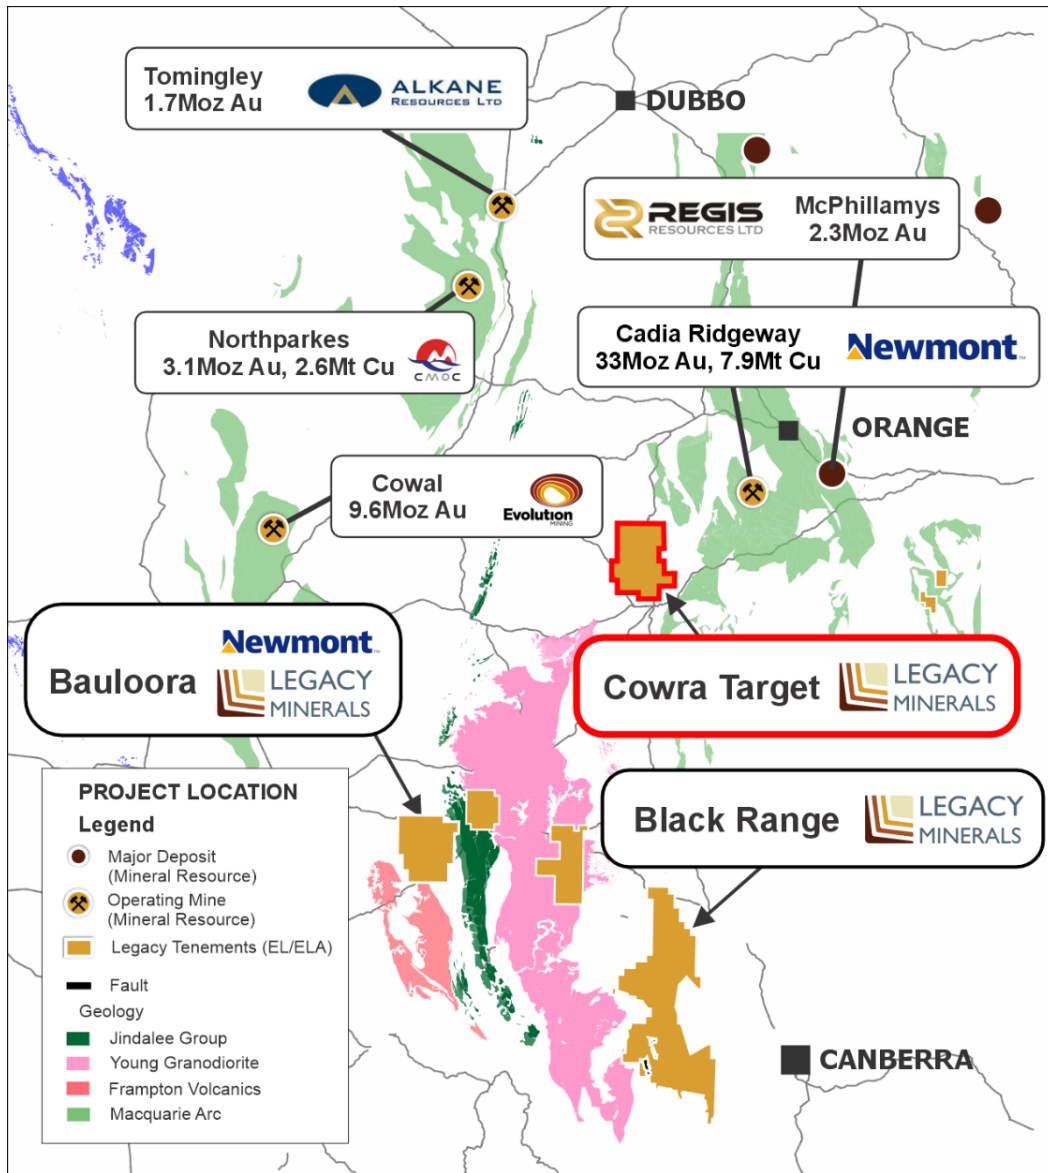 Tomingley
1.7Moz Au
ALKANE
RESOURCES LTD
DUBBO
REGIS
RESOURCES LTD
McPhillamys
2.3Moz Au
Northparkes
3.1Moz Au, 2.6Mt Cu
CMOC
Cadia Ridgeway
33Moz Au, 7.9Mt Cu
Newmont™
ORANGE
Cowal
9.6Moz Au
Evolution
MINING
Bauloora
Newmont™
LEGACY
MINERALS
Cowra Target
LEGACY
MINERALS
Black Range
LEGACY
MINERALS
PROJECT LOCATION
Legend
Major Deposit
(Mineral Resource)
Operating Mine
(Mineral Resource)
Legacy Tenements (EL/ELA)
Fault
Geology
Jindalee Group
Young Granodiorite
Frampton Volcanics
Macquarie Arc
CANBERRA